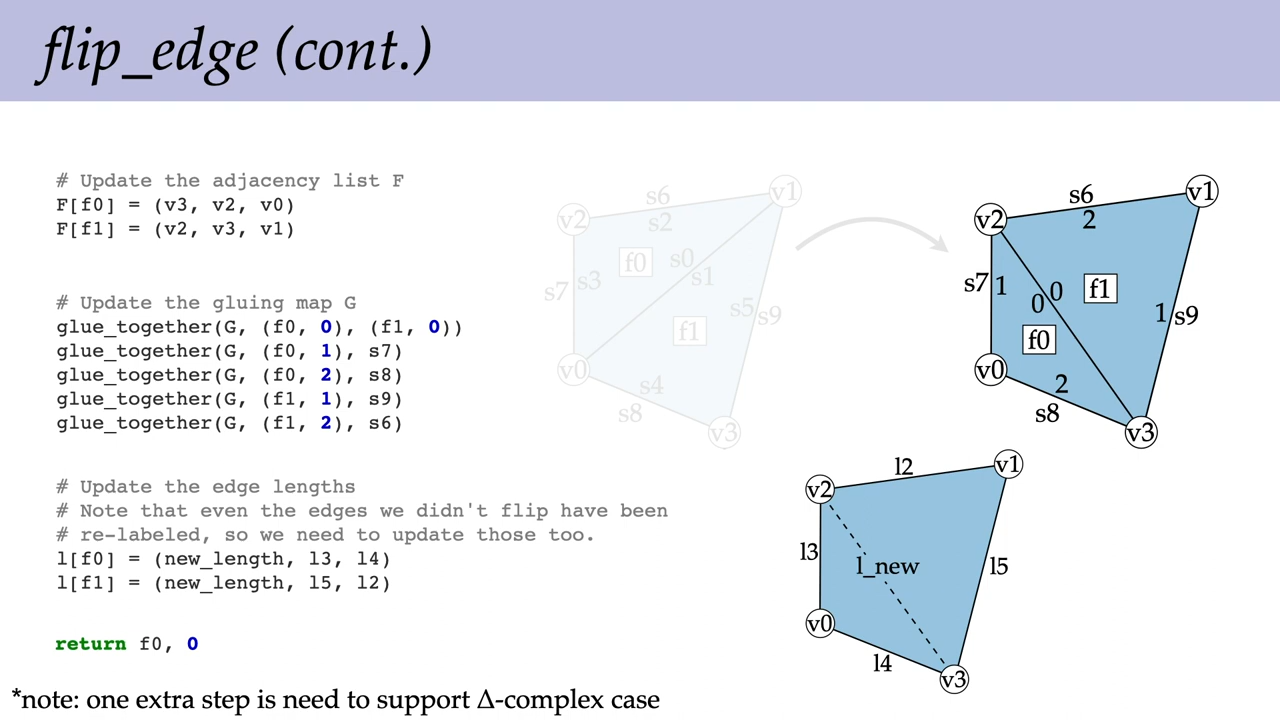 flip_edge (cont.)
# Update the adjacency list F
F[f0] = (v3, v2, v0)
F[f1] = (v2, v3, v1)
# Update the gluing map G
glue_together(G, (f0, 0), (f1, 0))
glue_together(G, (f0, 1), s7)
glue_together(G, (f0, 2), s8)
glue_together(G, (f1, 1), s9)
glue_together(G, (f1, 2), s6)
# Update the edge lengths
# Note that even the edges we didn't flip have been
# re-labeled, so we need to update those too.
l[f0] = (new_length, l3, l4)
l[f1] = (new_length, l5, l2)
return f0, 0
s6
v1
v2
s2
f0
s0
s1
s7
s3
s5
s9
f1
v0
s4
s8
v3
s6
v1
v2
2
s7
1
0
0
f1
1
s9
f0
v0
2
s8
v3
l2
v1
v2
l3
l_new
l5
v0
l4
v3
*note: one extra step is need to support Δ-complex case